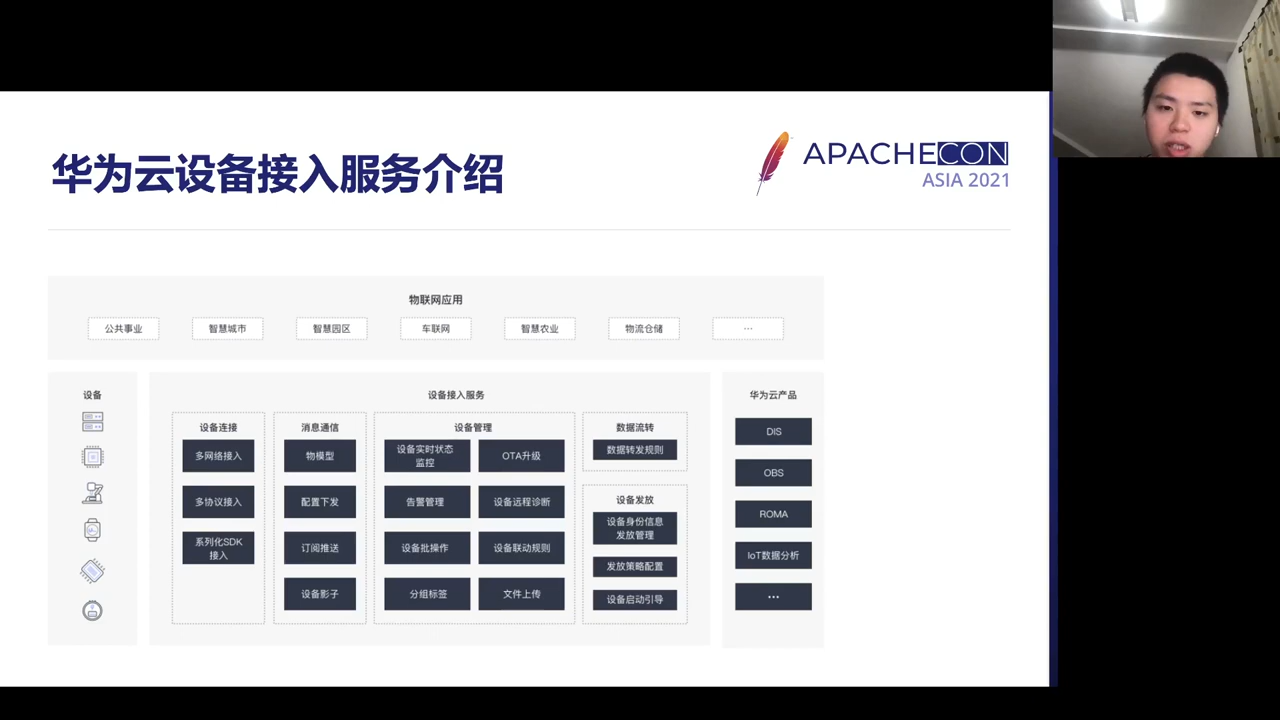 华为云设备接入服务介绍
APACHECON
ASIA 2021
物联网应用
公共事业
智慧城市
智慧园区
车联网
智慧农业
物流仓储
...
设备
设备接入服务
设备连接
多网络接入
多协议接入
系列化SDK
接入
消息通信
物模型
配置下发
订阅推送
设备影子
设备管理
设备实时状态
监控
OTA升级
告警管理
设备远程诊断
设备批操作
设备联动规则
分组标签
文件上传
数据流转
数据转发规则
设备发放
设备身份信息
发放管理
发放策略配置
设备启动引导
华为云产品
DIS
OBS
ROMA
IoT数据分析
...